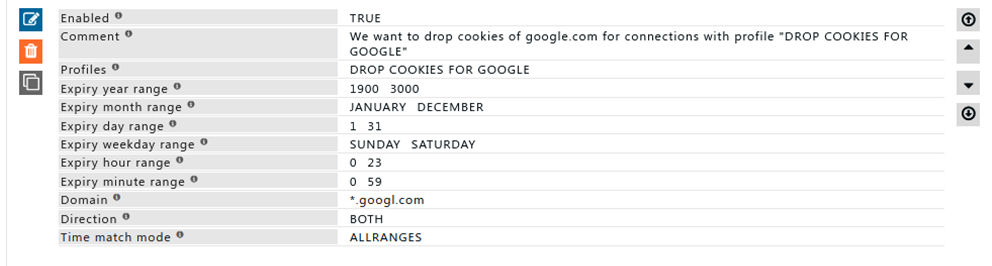 Enabled TRUE
Comment We want to drop cookies of google.com for connections with profile "DROP COOKIES FOR
GOOGLE"
Profiles DROP COOKIES FOR GOOGLE
Expiry year range 1900 3000
Expiry month range JANUARY DECEMBER
Expiry day range 1 31
Expiry weekday range SUNDAY SATURDAY
Expiry hour range 0 23
Expiry minute range 0 59
Domain *.googl.com
Direction BOTH
Time match mode ALLRANGES